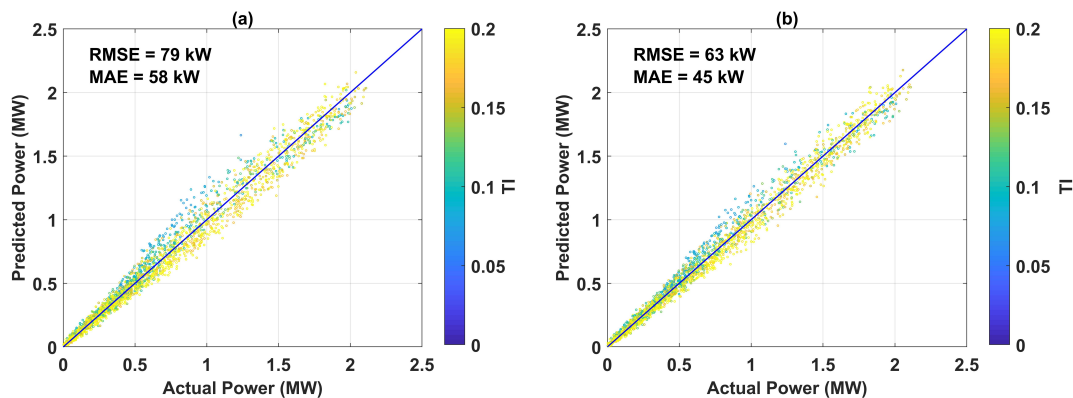 (a)
RMSE = 79 kW
MAE = 58 kW
2.5
2
1.5
1
0.5
0
Predicted Power (MW)
0 0.5 1 1.5 2 2.5
Actual Power (MW)
0.2
0.15
0.1
0.05
0
TI
(b)
RMSE = 63 kW
MAE = 45 kW
2.5
2
1.5
1
0.5
0
Predicted Power (MW)
0 0.5 1 1.5 2 2.5
Actual Power (MW)
0.2
0.15
0.1
0.05
0
TI